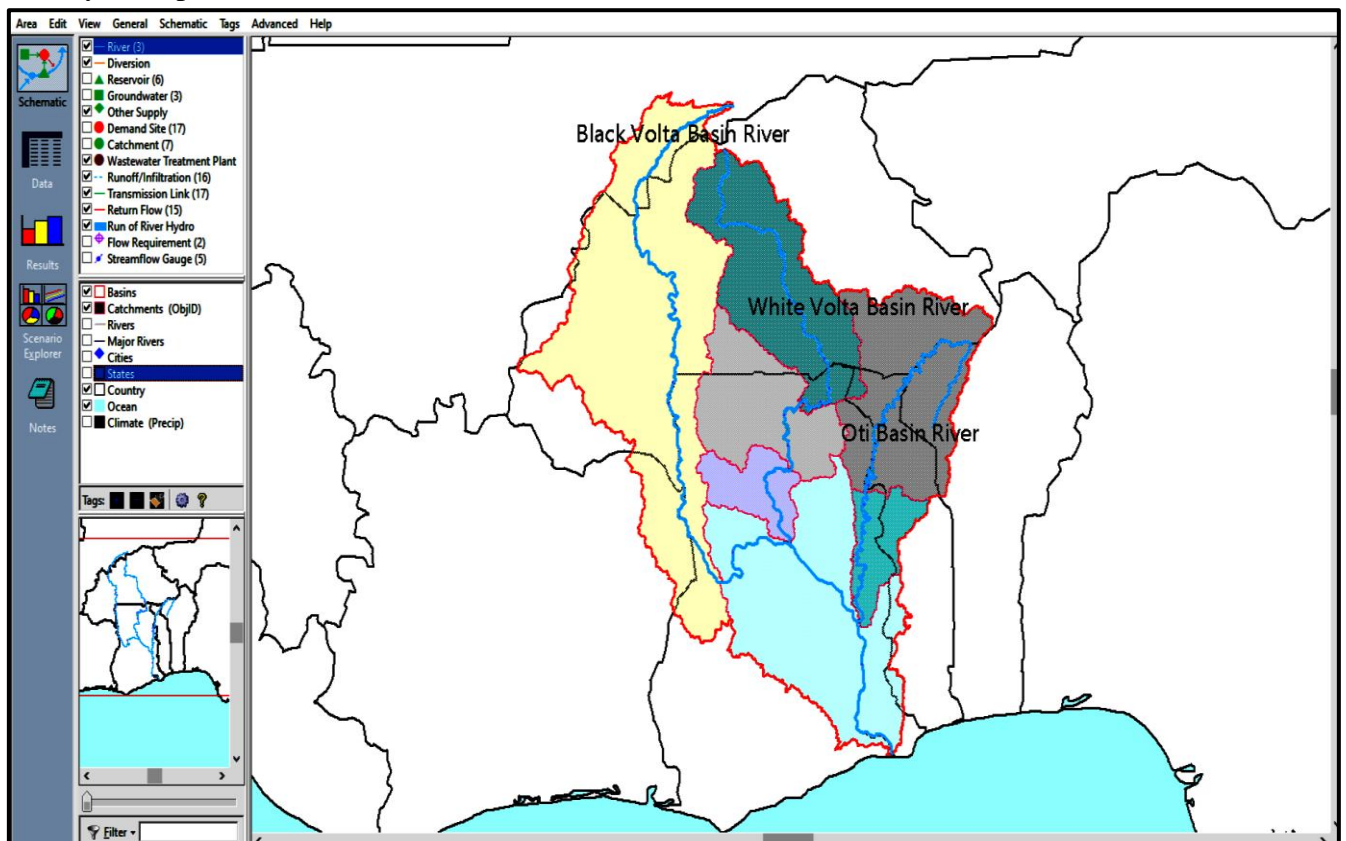 Area Edit View General Schematic Tags Advanced Help
Schematic
Data
Results
Scenario
Explorer
Notes
River (3)
Diversion
Reservoir (6)
Groundwater (3)
Other Supply
Demand Site (17)
Catchment (7)
Wastewater Treatment Plant
Runoff/Infiltration (16)
Transmission Link (17)
Return Flow (15)
Run of River Hydro
Flow Requirement (2)
Streamflow Gauge (5)
Basins
Catchments (ObjID)
Rivers
Major Rivers
Cities
States
Country
Ocean
Climate (Precip)
Tags:
Filter
Black Volta Basin River
White Volta Basin River
Oti Basin River